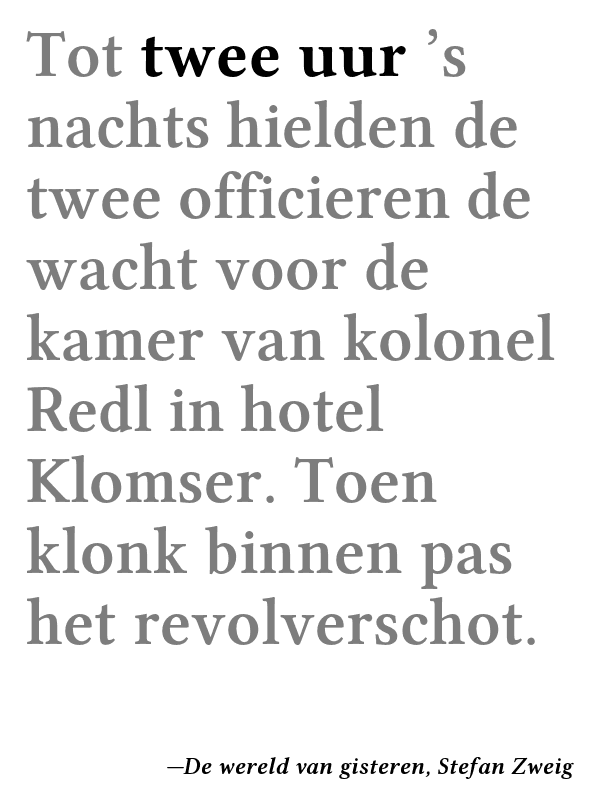 Tot twee uur ’s
nachts hielden de
twee officieren de
wacht voor de
kamer van kolonel
Redl in hotel
Klomser. Toen
klonk binnen pas
het revolverschot.
—De wereld van gisteren, Stefan Zweig